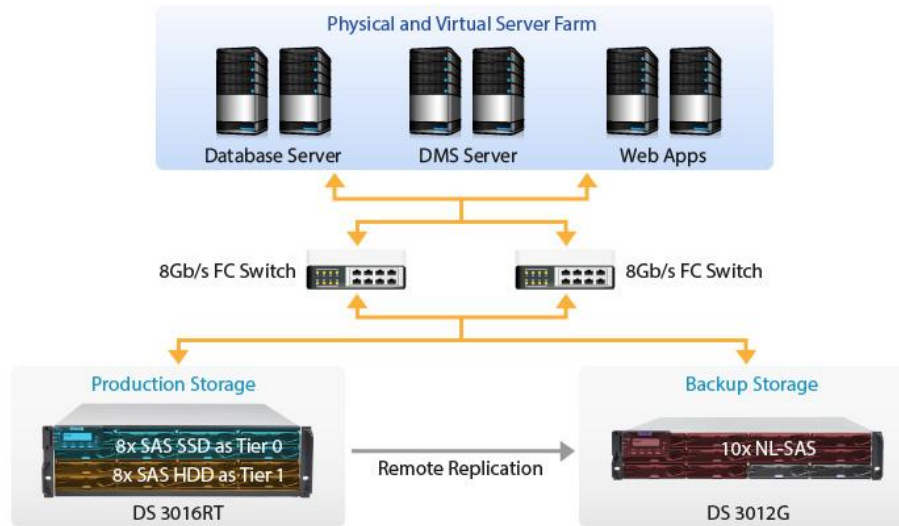 Physical and Virtual Server Farm
Database Server
DMS Server
Web Apps
8Gb/s FC Switch
8Gb/s FC Switch
Production Storage
Backup Storage
8x SAS SSD as Tier 0
8x SAS HDD as Tier 1
10x NL-SAS
Remote Replication
DS 3016RT
DS 3012G